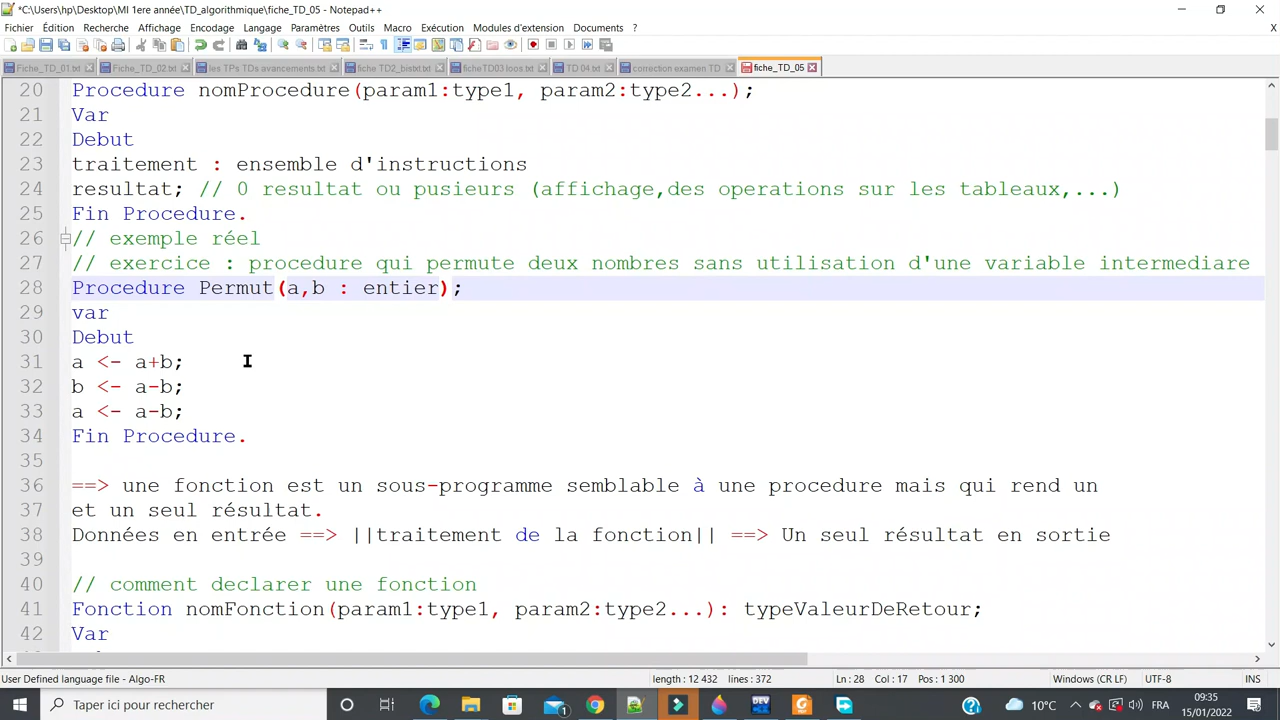 *C:\Users\hp\Desktop\MI 1ere année\TD_algorithmique\fiche_TD_05 - Notepad++
Fichier Édition Recherche Affichage Encodage Langage Paramètres Outils Macro Exécution Modules d'extension Documents ?
X
Fiche_TD_01.txt Fiche_TD_02.txt les TPs TDs avancements.txt fiche TD2_bistxt.txt ficheTD03 loos.txt TD 04.txt correction examen TD fiche_TD_05
20 Procedure nomProcedure(param1:type1, param2:type2...);
21 Var
22 Debut
23 traitement : ensemble d'instructions
24 resultat; // 0 resultat ou pusieurs (affichage,des operations sur les tableaux,...)
25 Fin Procedure.
26 // exemple réel
27 // exercice : procedure qui permute deux nombres sans utilisation d'une variable intermediare
28 Procedure Permut(a,b : entier);
29 var
30 Debut
31 a <- a+b;
32 b <- a-b;
33 a <- a-b;
34 Fin Procedure.
35
36 ==> une fonction est un sous-programme semblable à une procedure mais qui rend un
37 et un seul résultat.
38 Données en entrée ==> ||traitement de la fonction|| ==> Un seul résultat en sortie
39
40 // comment declarer une fonction
41 Fonction nomFonction(param1:type1, param2:type2...): typeValeurDeRetour;
42 Var
User Defined language file - Algo-FR length : 12 432 lines : 372 Ln : 28 Col : 17 Pos : 1 300 Windows (CR LF) UTF-8 INS
Taper ici pour rechercher 10°C FRA 09:35
15/01/2022